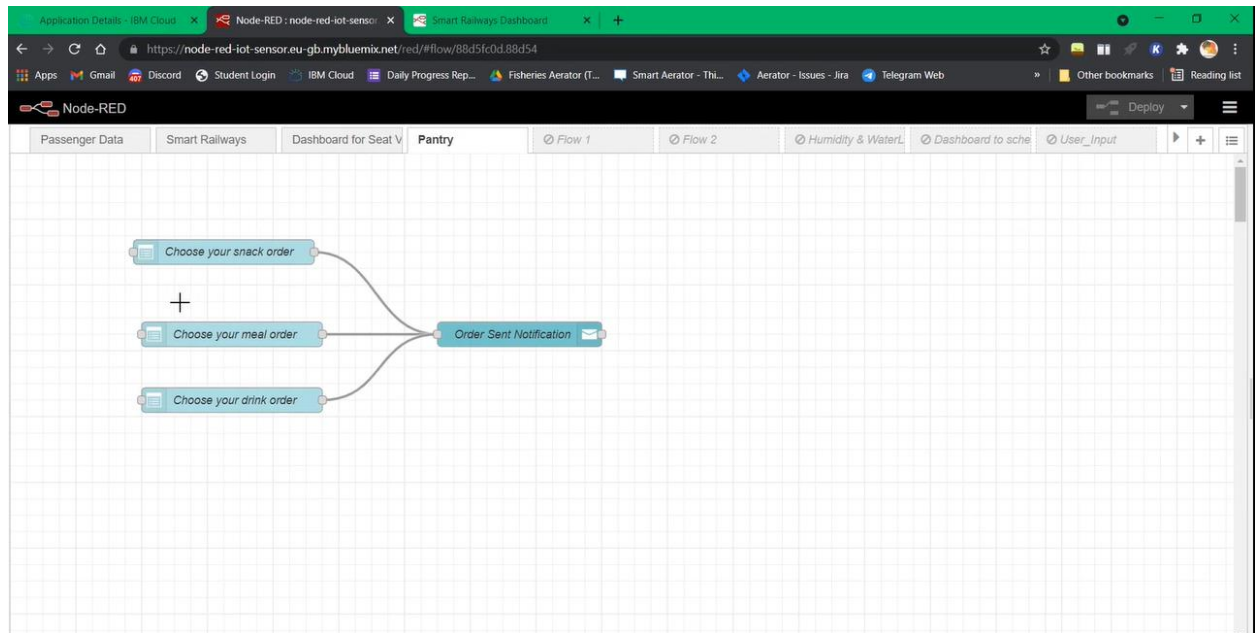 Application Details - IBM Cloud
Node-RED : node-red-iot-sensor
Smart Railways Dashboard
https://node-red-iot-sensor.eu-gb.mybluemix.net/red/#flow/88d5fc0d.88d54
Apps Gmail Discord Student Login IBM Cloud Daily Progress Rep... Fisheries Aerator (T... Smart Aerator - Thi... Aerator - Issues - Jira Telegram Web » Other bookmarks Reading list
Node-RED
Deploy
Passenger Data Smart Railways Dashboard for Seat V Pantry Flow 1 Flow 2 Humidity & WaterL Dashboard to sche User_Input
Choose your snack order
Choose your meal order
Order Sent Notification
Choose your drink order